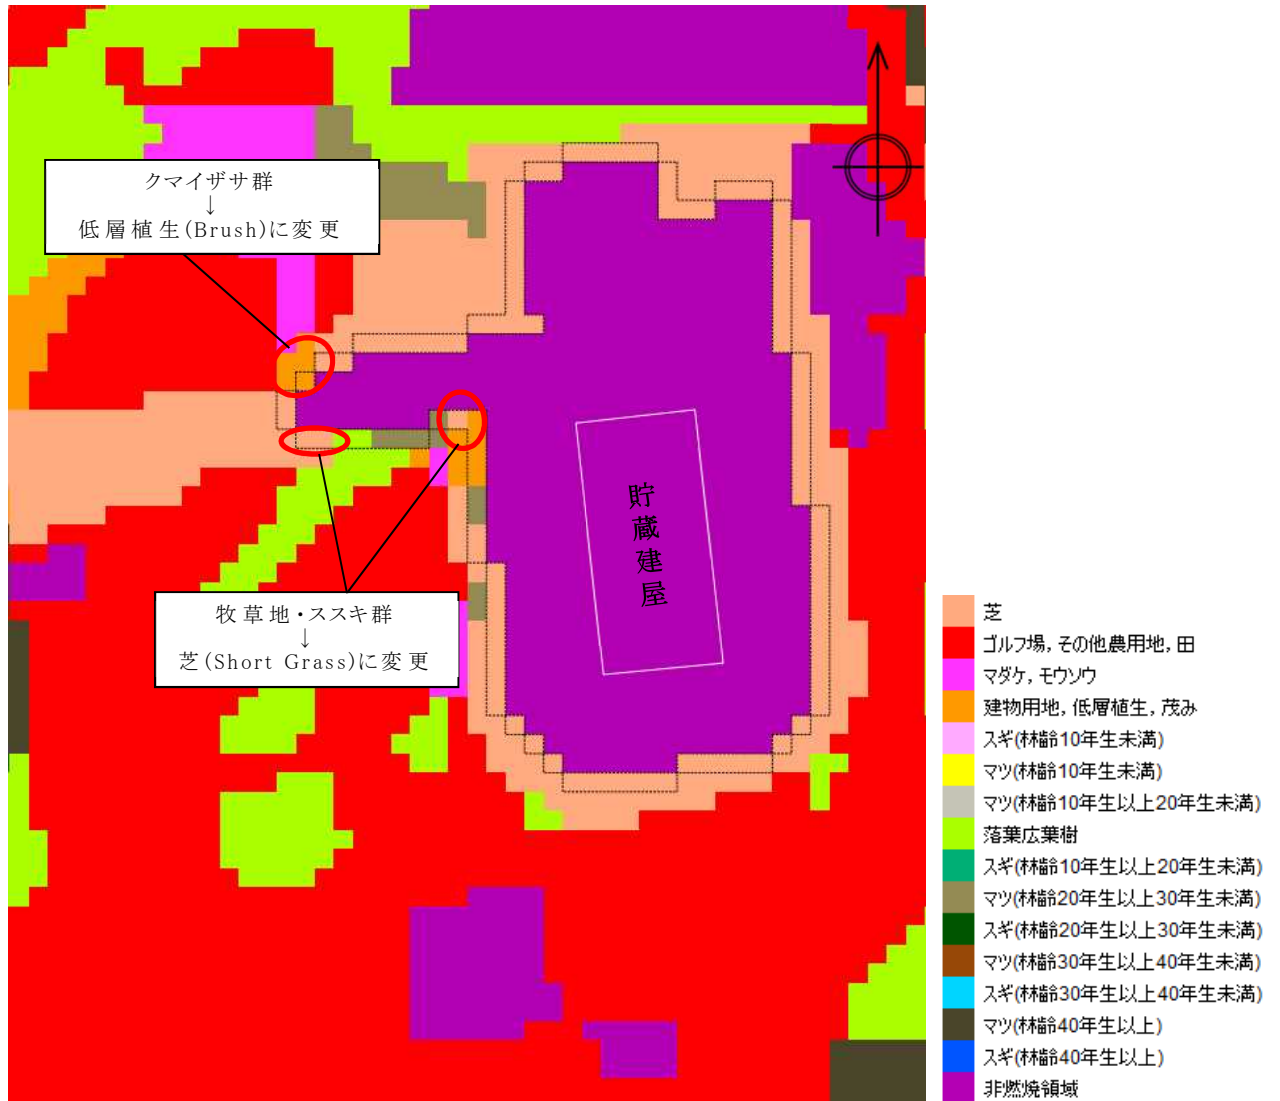 クマイザサ群
↓
低層植生(Brush)に変更
貯蔵建屋
牧草地・ススキ群
↓
芝(Short Grass)に変更
芝
ゴルフ場, その他農用地, 田
マダケ, モウソウ
建物用地, 低層植生, 茂み
スギ(林齢10年生未満)
マツ(林齢10年生未満)
マツ(林齢10年生以上20年生未満)
落葉広葉樹
スギ(林齢10年生以上20年生未満)
マツ(林齢20年生以上30年生未満)
スギ(林齢20年生以上30年生未満)
マツ(林齢30年生以上40年生未満)
スギ(林齢30年生以上40年生未満)
マツ(林齢40年生以上)
スギ(林齢40年生以上)
非燃焼領域